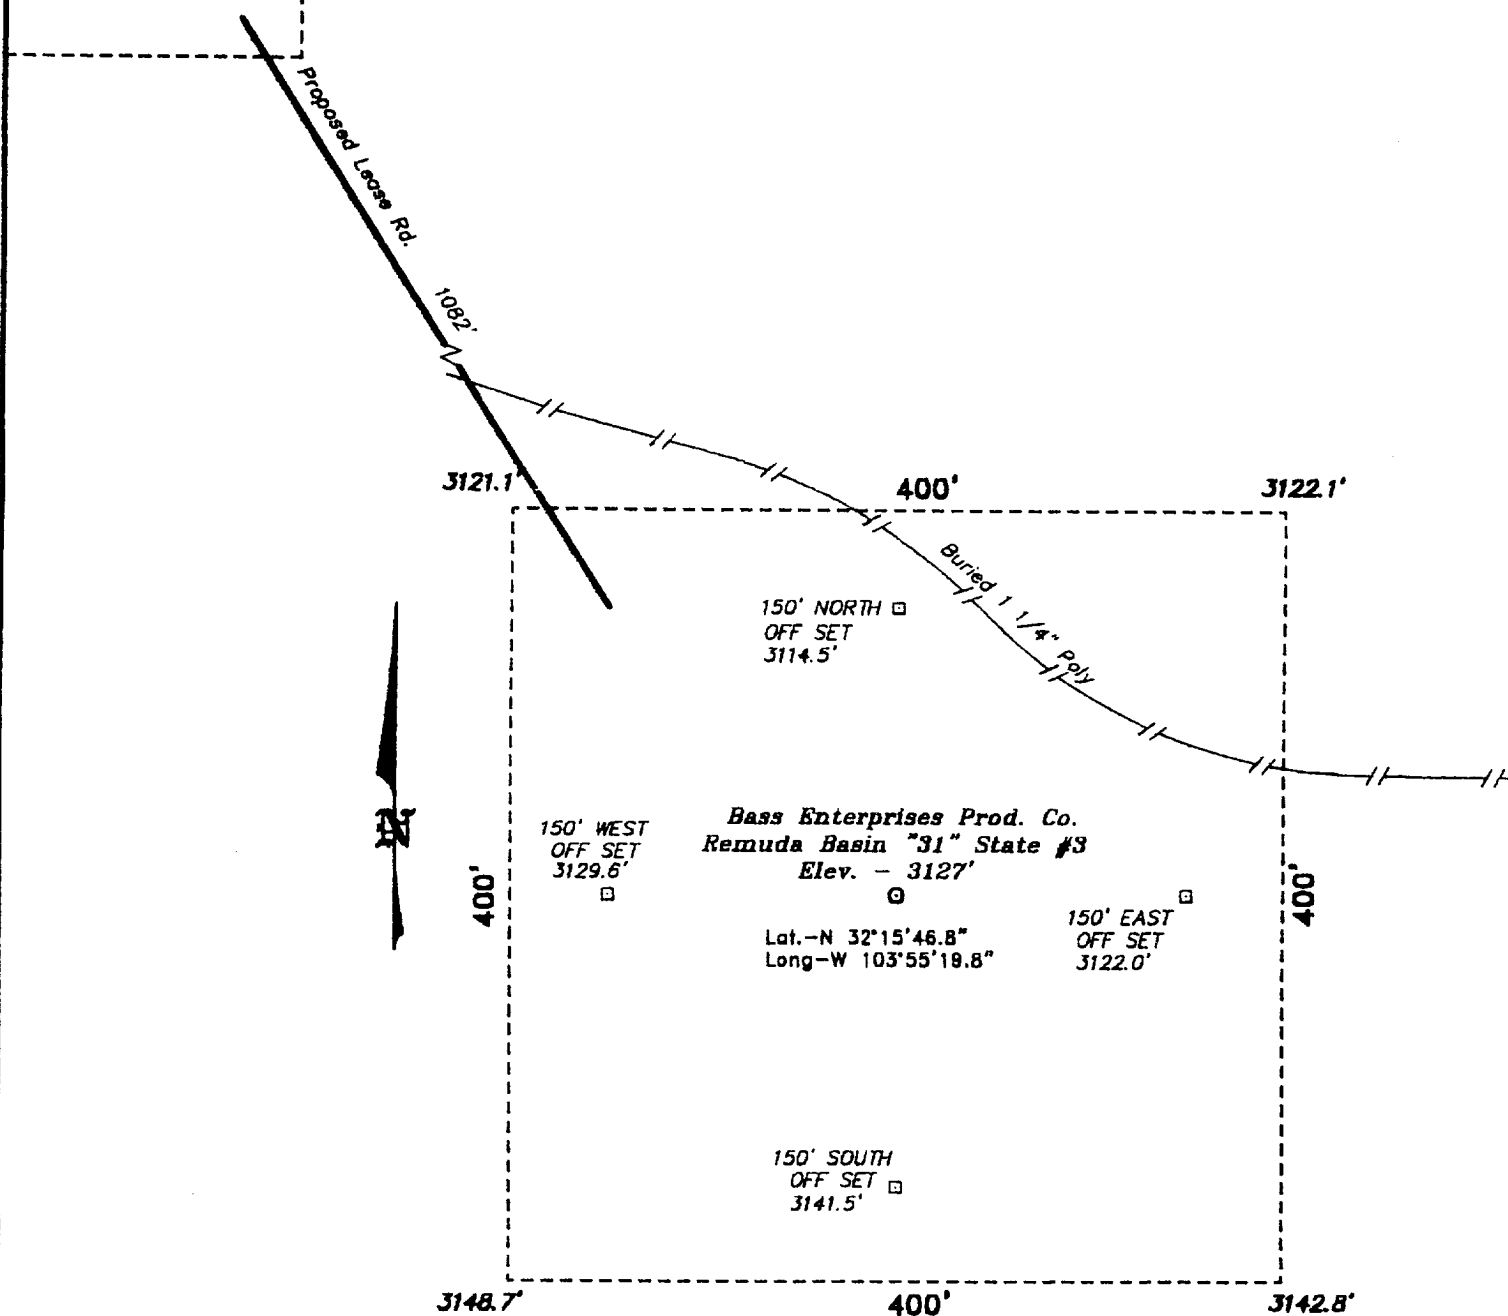 Proposed Lease Rd.
1082'
3121.1'
400'
3122.1'
Buried 1 1/4" Poly
150' NORTH
OFF SET
3114.5'
N
150' WEST
OFF SET
3129.6'
400'
Bass Enterprises Prod. Co.
Remuda Basin "31" State #3
Elev. - 3127'
Lat.-N 32°15'46.8"
Long-W 103°55'19.8"
150' EAST
OFF SET
3122.0'
400'
150' SOUTH
OFF SET
3141.5'
3148.7'
400'
3142.8'